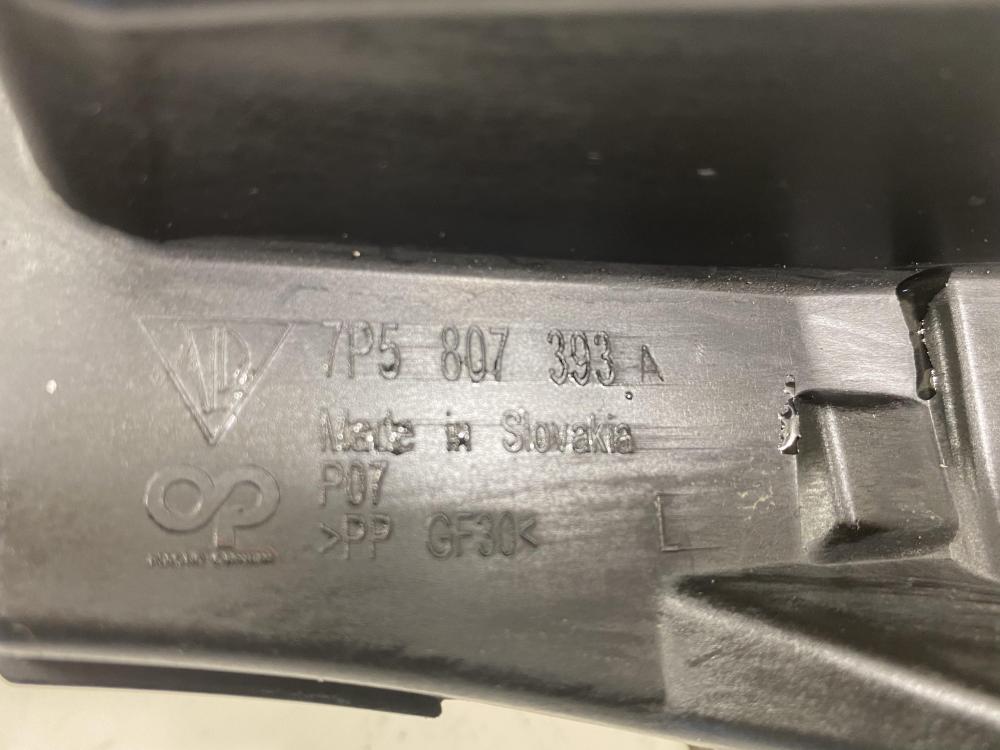 7P5 807 393 A
Made in Slovakia
P07
>PP GF30<
L